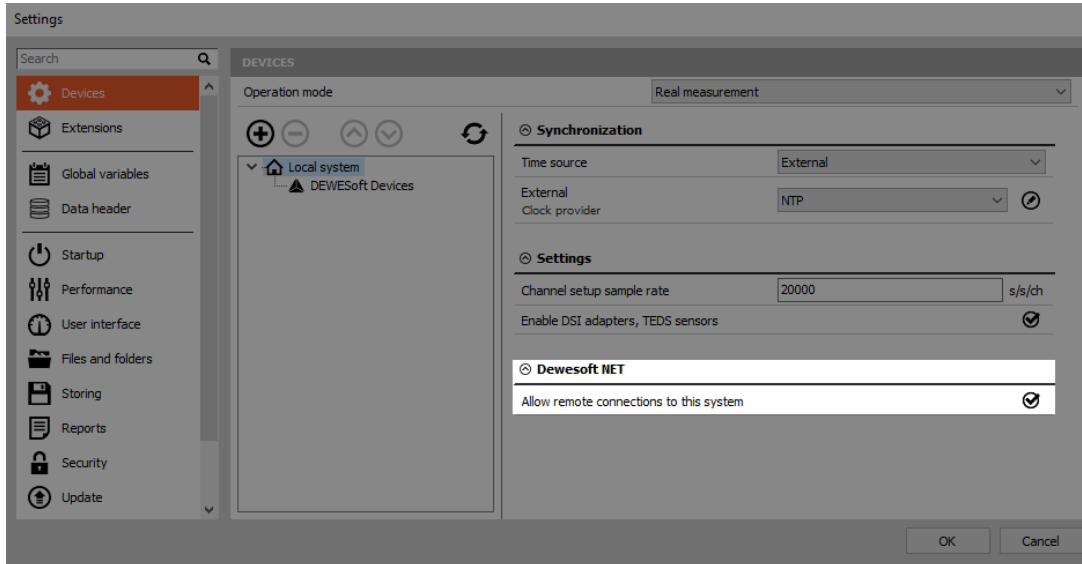 Settings
Search
Devices
Extensions
Global variables
Data header
Startup
Performance
User interface
Files and folders
Storing
Reports
Security
Update
DEVICES
Operation mode
Real measurement
Local system
DEWESoft Devices
Synchronization
Time source
External
External
Clock provider
NTP
Settings
Channel setup sample rate
20000
s/s/ch
Enable DSI adapters, TEDS sensors
Dewesoft NET
Allow remote connections to this system
OK
Cancel